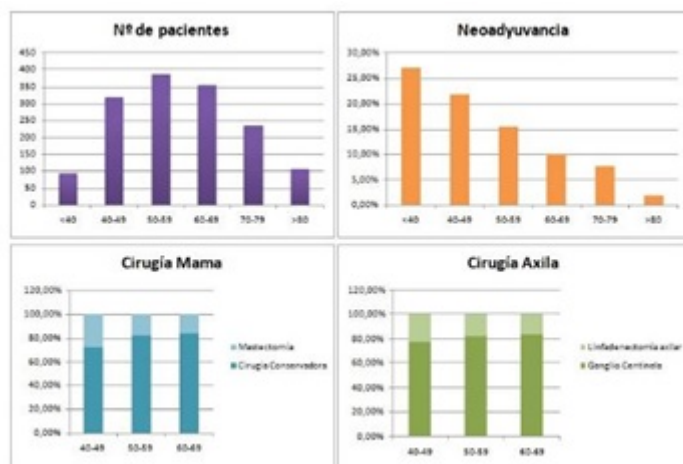 Nº de pacientes
450
400
350
300
250
200
150
100
50
0
<40 40-49 50-59 60-69 70-79 >80
Neoadyuvancia
30,00%
25,00%
20,00%
15,00%
10,00%
5,00%
0,00%
<40 40-49 50-59 60-69 70-79 >80
Cirugía Mama
120,00%
100,00%
80,00%
60,00%
40,00%
20,00%
0,00%
40-49 50-59 60-69
Mastectomía
Cirugía Conservadora
Cirugía Axila
120,00%
100,00%
80,00%
60,00%
40,00%
20,00%
0,00%
40-49 50-59 60-69
Linfadenectomía axilar
Ganglio Centinela